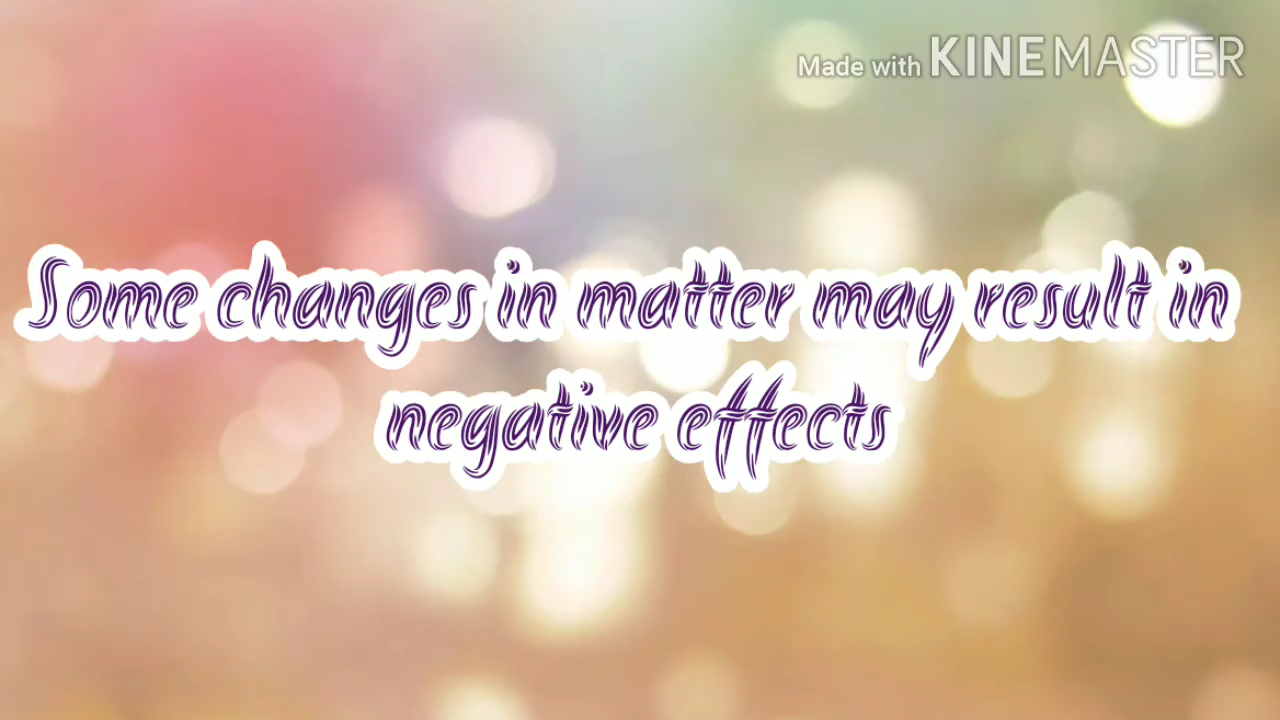 Made with KINEMASTER
Some changes in matter may result in
negative effects